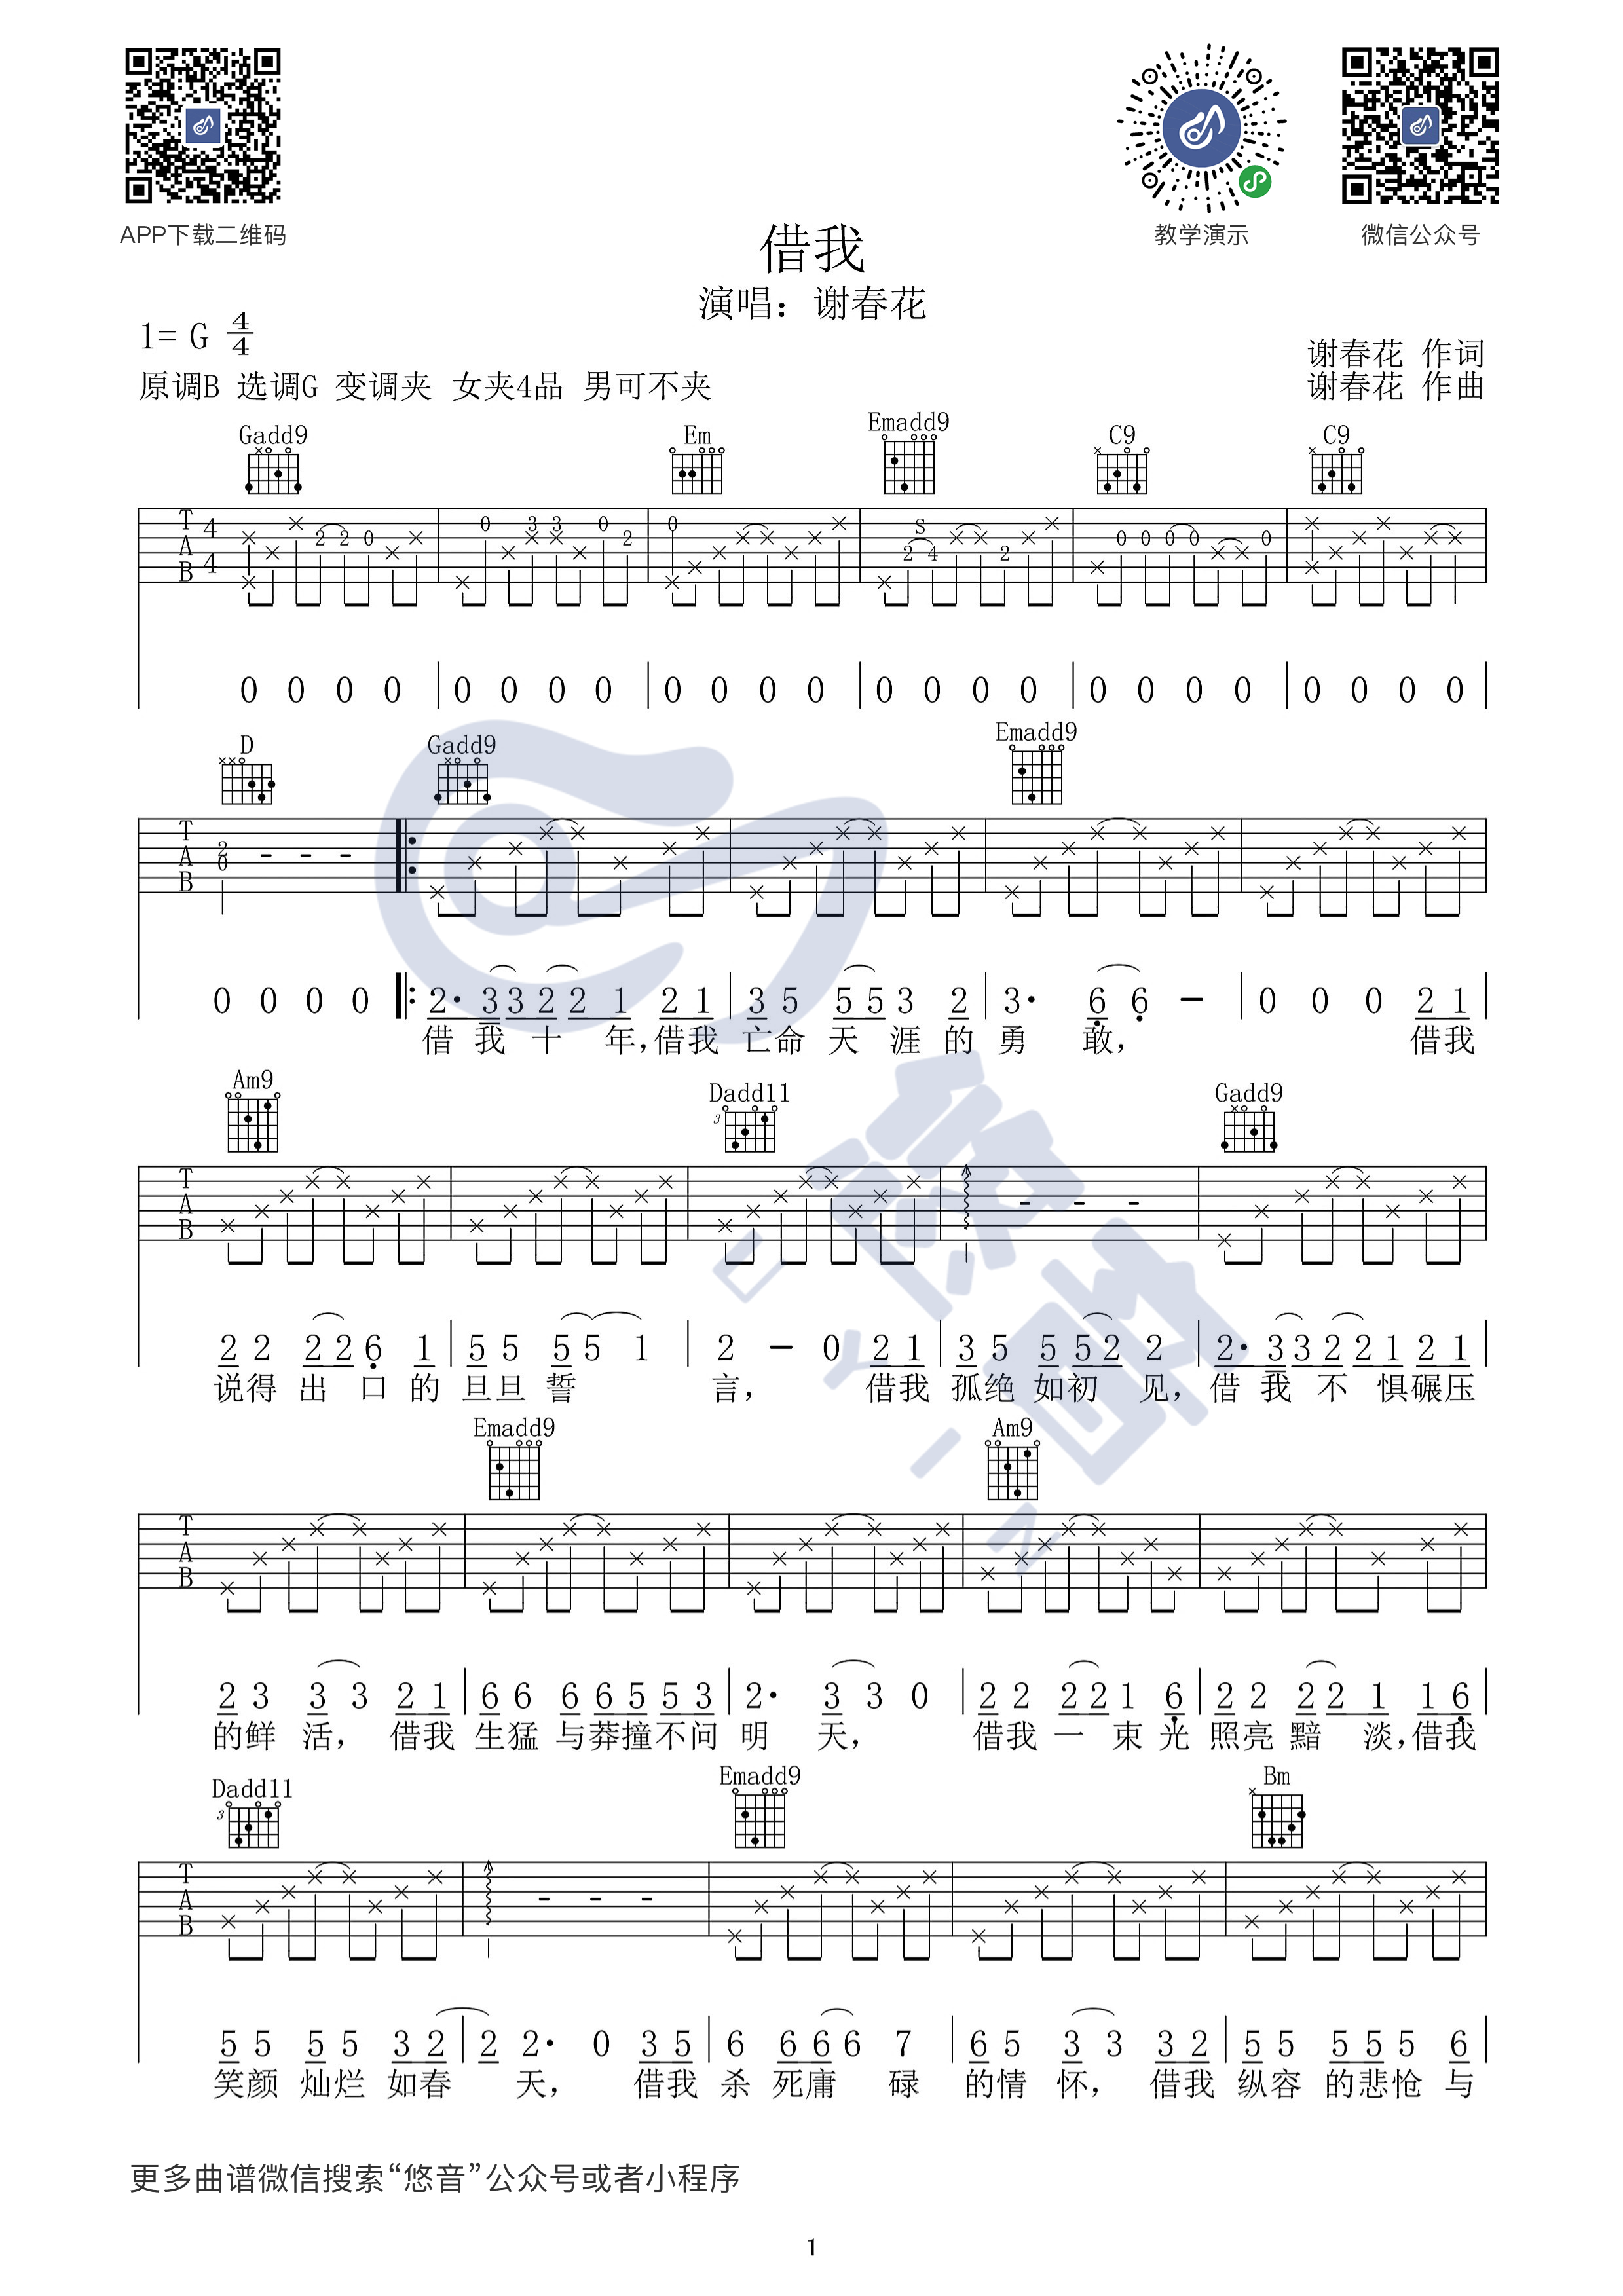 APP下载二维码
教学演示
微信公众号
借我
演唱：谢春花
1= G 4/4
谢春花 作词
原调B 选调G 变调夹 女夹4品 男可不夹
谢春花 作曲
Gadd9 Em Emadd9 C9 C9
T A B 4 4 2 2 0 0 3 3 0 2 0 S 2 4 2 0 0 0 0 0
0 0 0 0 0 0 0 0 0 0 0 0 0 0 0 0 0 0 0 0 0 0 0 0
D Gadd9 Emadd9
T A B 2 0 - - -
0 0 0 0 2· 3 3 2 2 1 2 1 3 5 5 5 3 2 3· 6 6 - 0 0 0 2 1
借我十年,借我亡命天涯的勇敢, 借我
Am9 Dadd11 Gadd9
3
T A B - - -
2 2 2 2 6 1 5 5 5 5 1 2 - 0 2 1 3 5 5 5 2 2 2· 3 3 2 2 1 2 1
说得出口的旦旦誓言, 借我孤绝如初见, 借我不惧碾压
Emadd9 Am9
T A B
2 3 3 3 2 1 6 6 6 6 5 5 3 2· 3 3 0 2 2 2 2 1 6 2 2 2 2 1 1 6
的鲜活, 借我生猛与莽撞不问明天, 借我一束光照亮黯淡,借我
Dadd11 Emadd9 Bm
3
T A B - - -
5 5 5 5 3 2 2 2· 0 3 5 6 6 6 6 7 6 5 3 3 3 2 5 5 5 5 5 6
笑颜灿烂如春天, 借我杀死庸碌的情怀, 借我纵容的悲怆与
悠音
YIN
更多曲谱微信搜索“悠音”公众号或者小程序
1